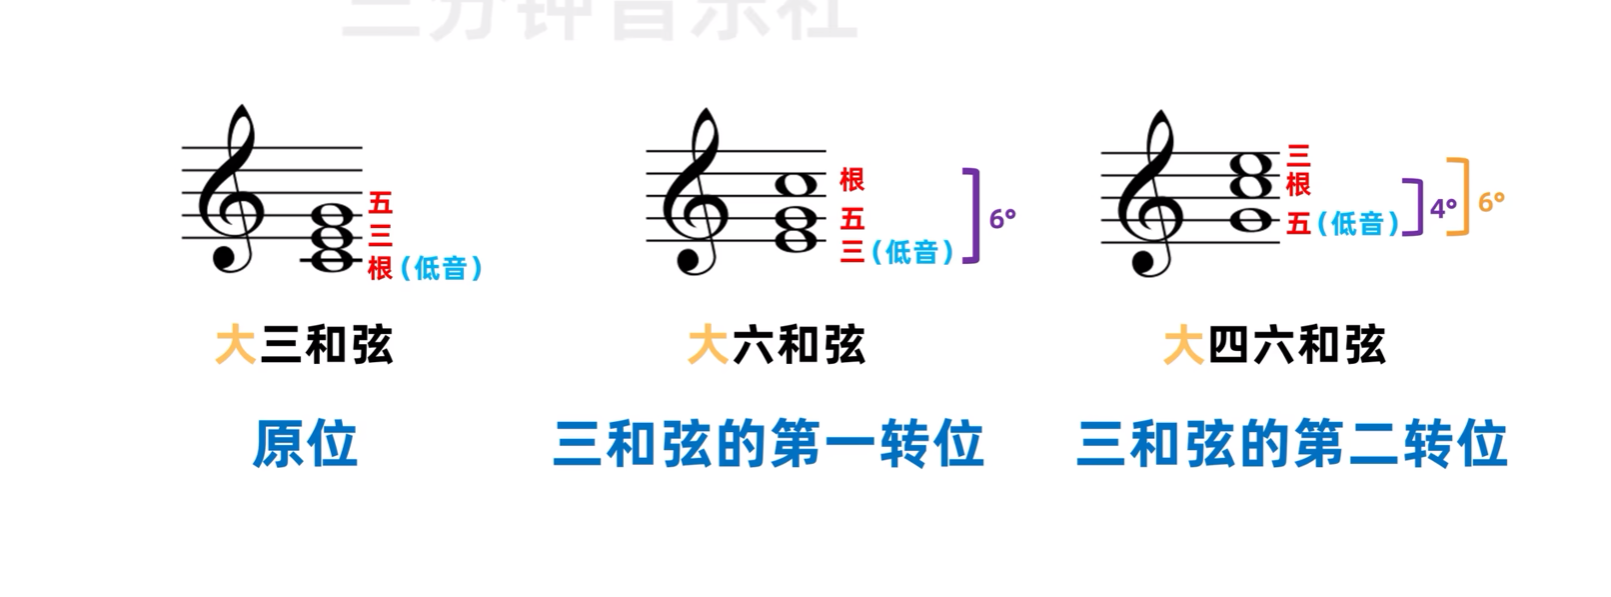 三分钟音乐社
五
三
根(低音)
大三和弦
原位
根
五
三(低音)
6°
大六和弦
三和弦的第一转位
三
根
五(低音)
4°
6°
大四六和弦
三和弦的第二转位